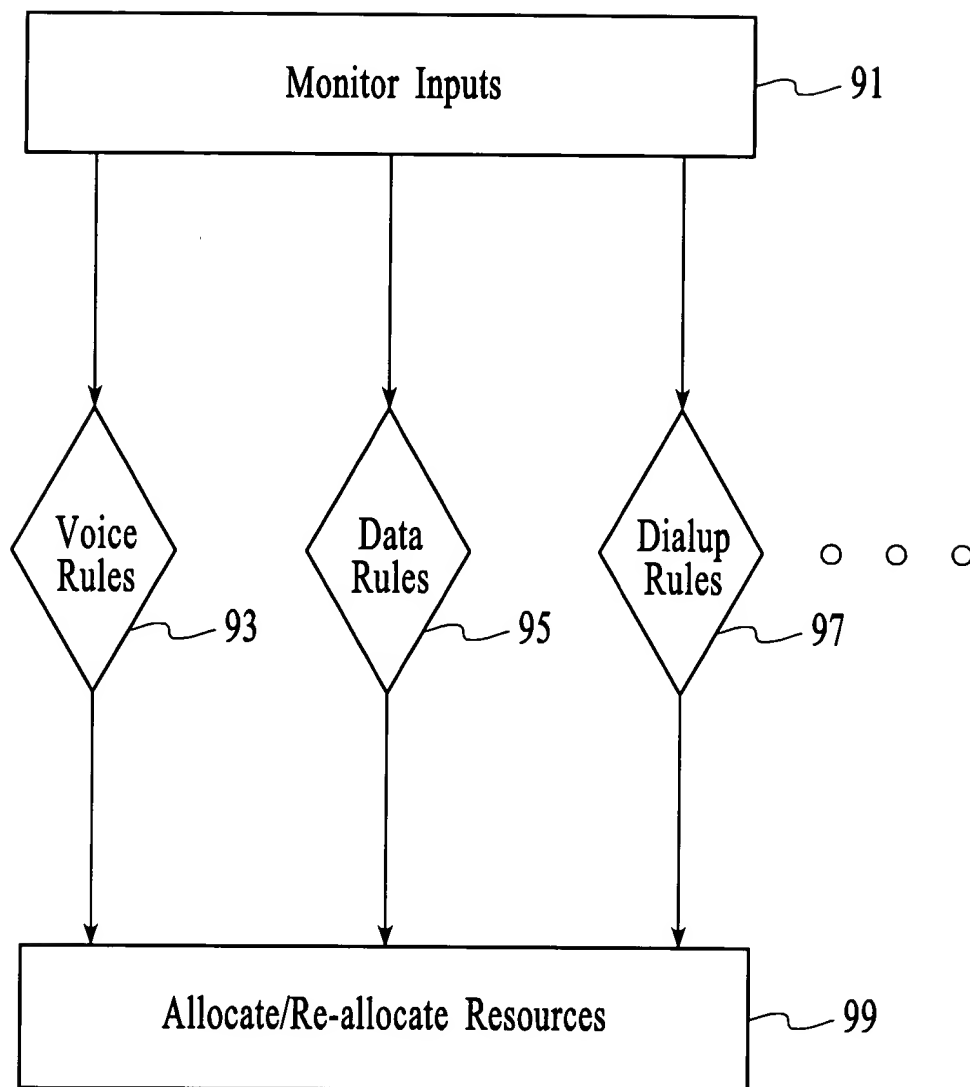 Monitor Inputs
91
Voice
Rules
93
Data
Rules
95
Dialup
Rules
97
Allocate/Re-allocate Resources
99